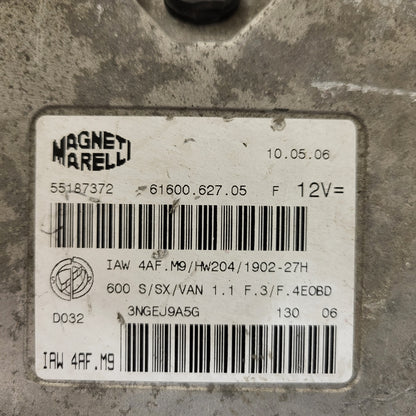 MAGNETI
MARELLI
10.05.06
55187372 61600.627.05 F 12V=
IAW 4AF.M9/HW204/1902-27H
600 S/SX/VAN 1.1 F.3/F.4EOBD
D032 3NGEJ9A5G 130 06
IAW 4AF.M9